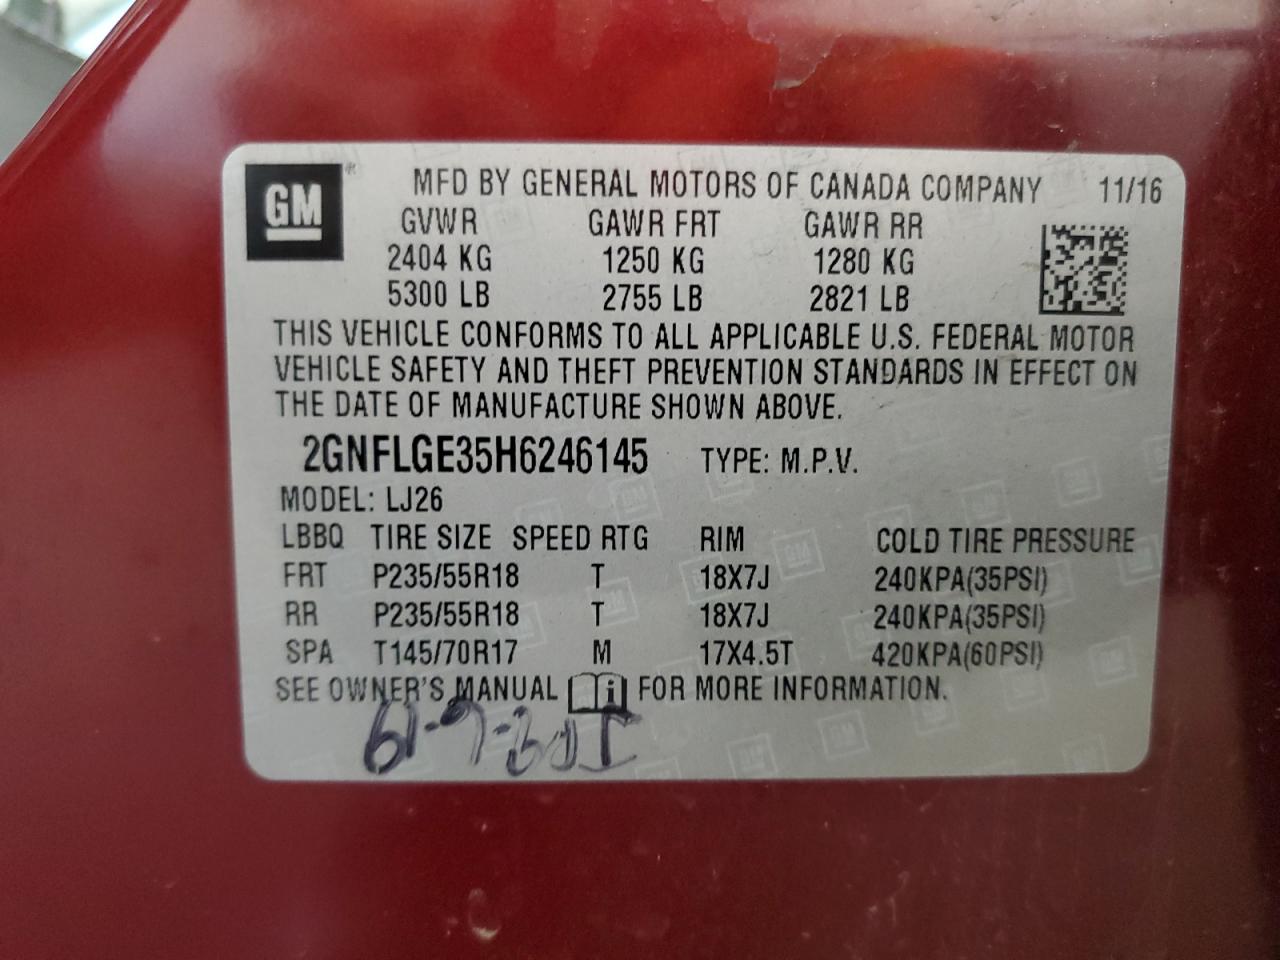 GM ® MFD BY GENERAL MOTORS OF CANADA COMPANY 11/16
GVWR GAWR FRT GAWR RR
2404 KG 1250 KG 1280 KG
5300 LB 2755 LB 2821 LB
THIS VEHICLE CONFORMS TO ALL APPLICABLE U.S. FEDERAL MOTOR
VEHICLE SAFETY AND THEFT PREVENTION STANDARDS IN EFFECT ON
THE DATE OF MANUFACTURE SHOWN ABOVE.
2GNFLGE35H6246145 TYPE: M.P.V.
MODEL: LJ26
LBBQ TIRE SIZE SPEED RTG RIM COLD TIRE PRESSURE
FRT P235/55R18 T 18X7J 240KPA(35PSI)
RR P235/55R18 T 18X7J 240KPA(35PSI)
SPA T145/70R17 M 17X4.5T 420KPA(60PSI)
SEE OWNER'S MANUAL i FOR MORE INFORMATION.